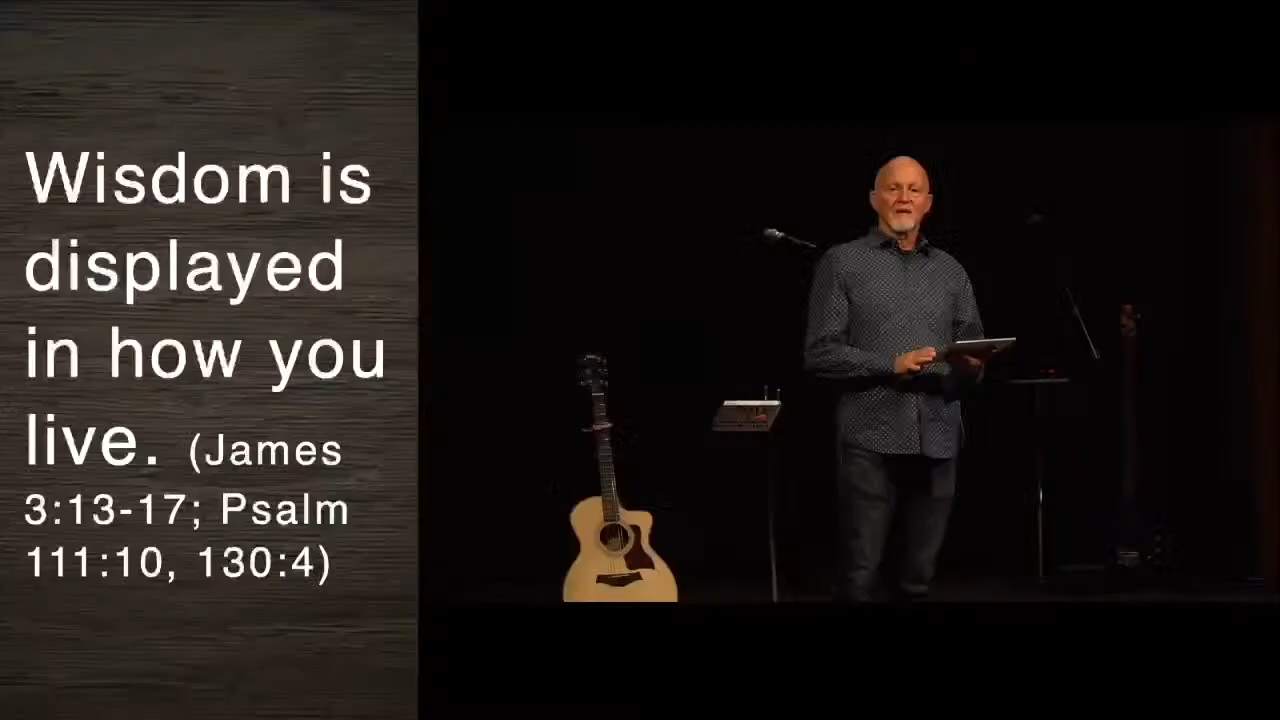 Wisdom is
displayed
in how you
live. (James
3:13-17; Psalm
111:10, 130:4)